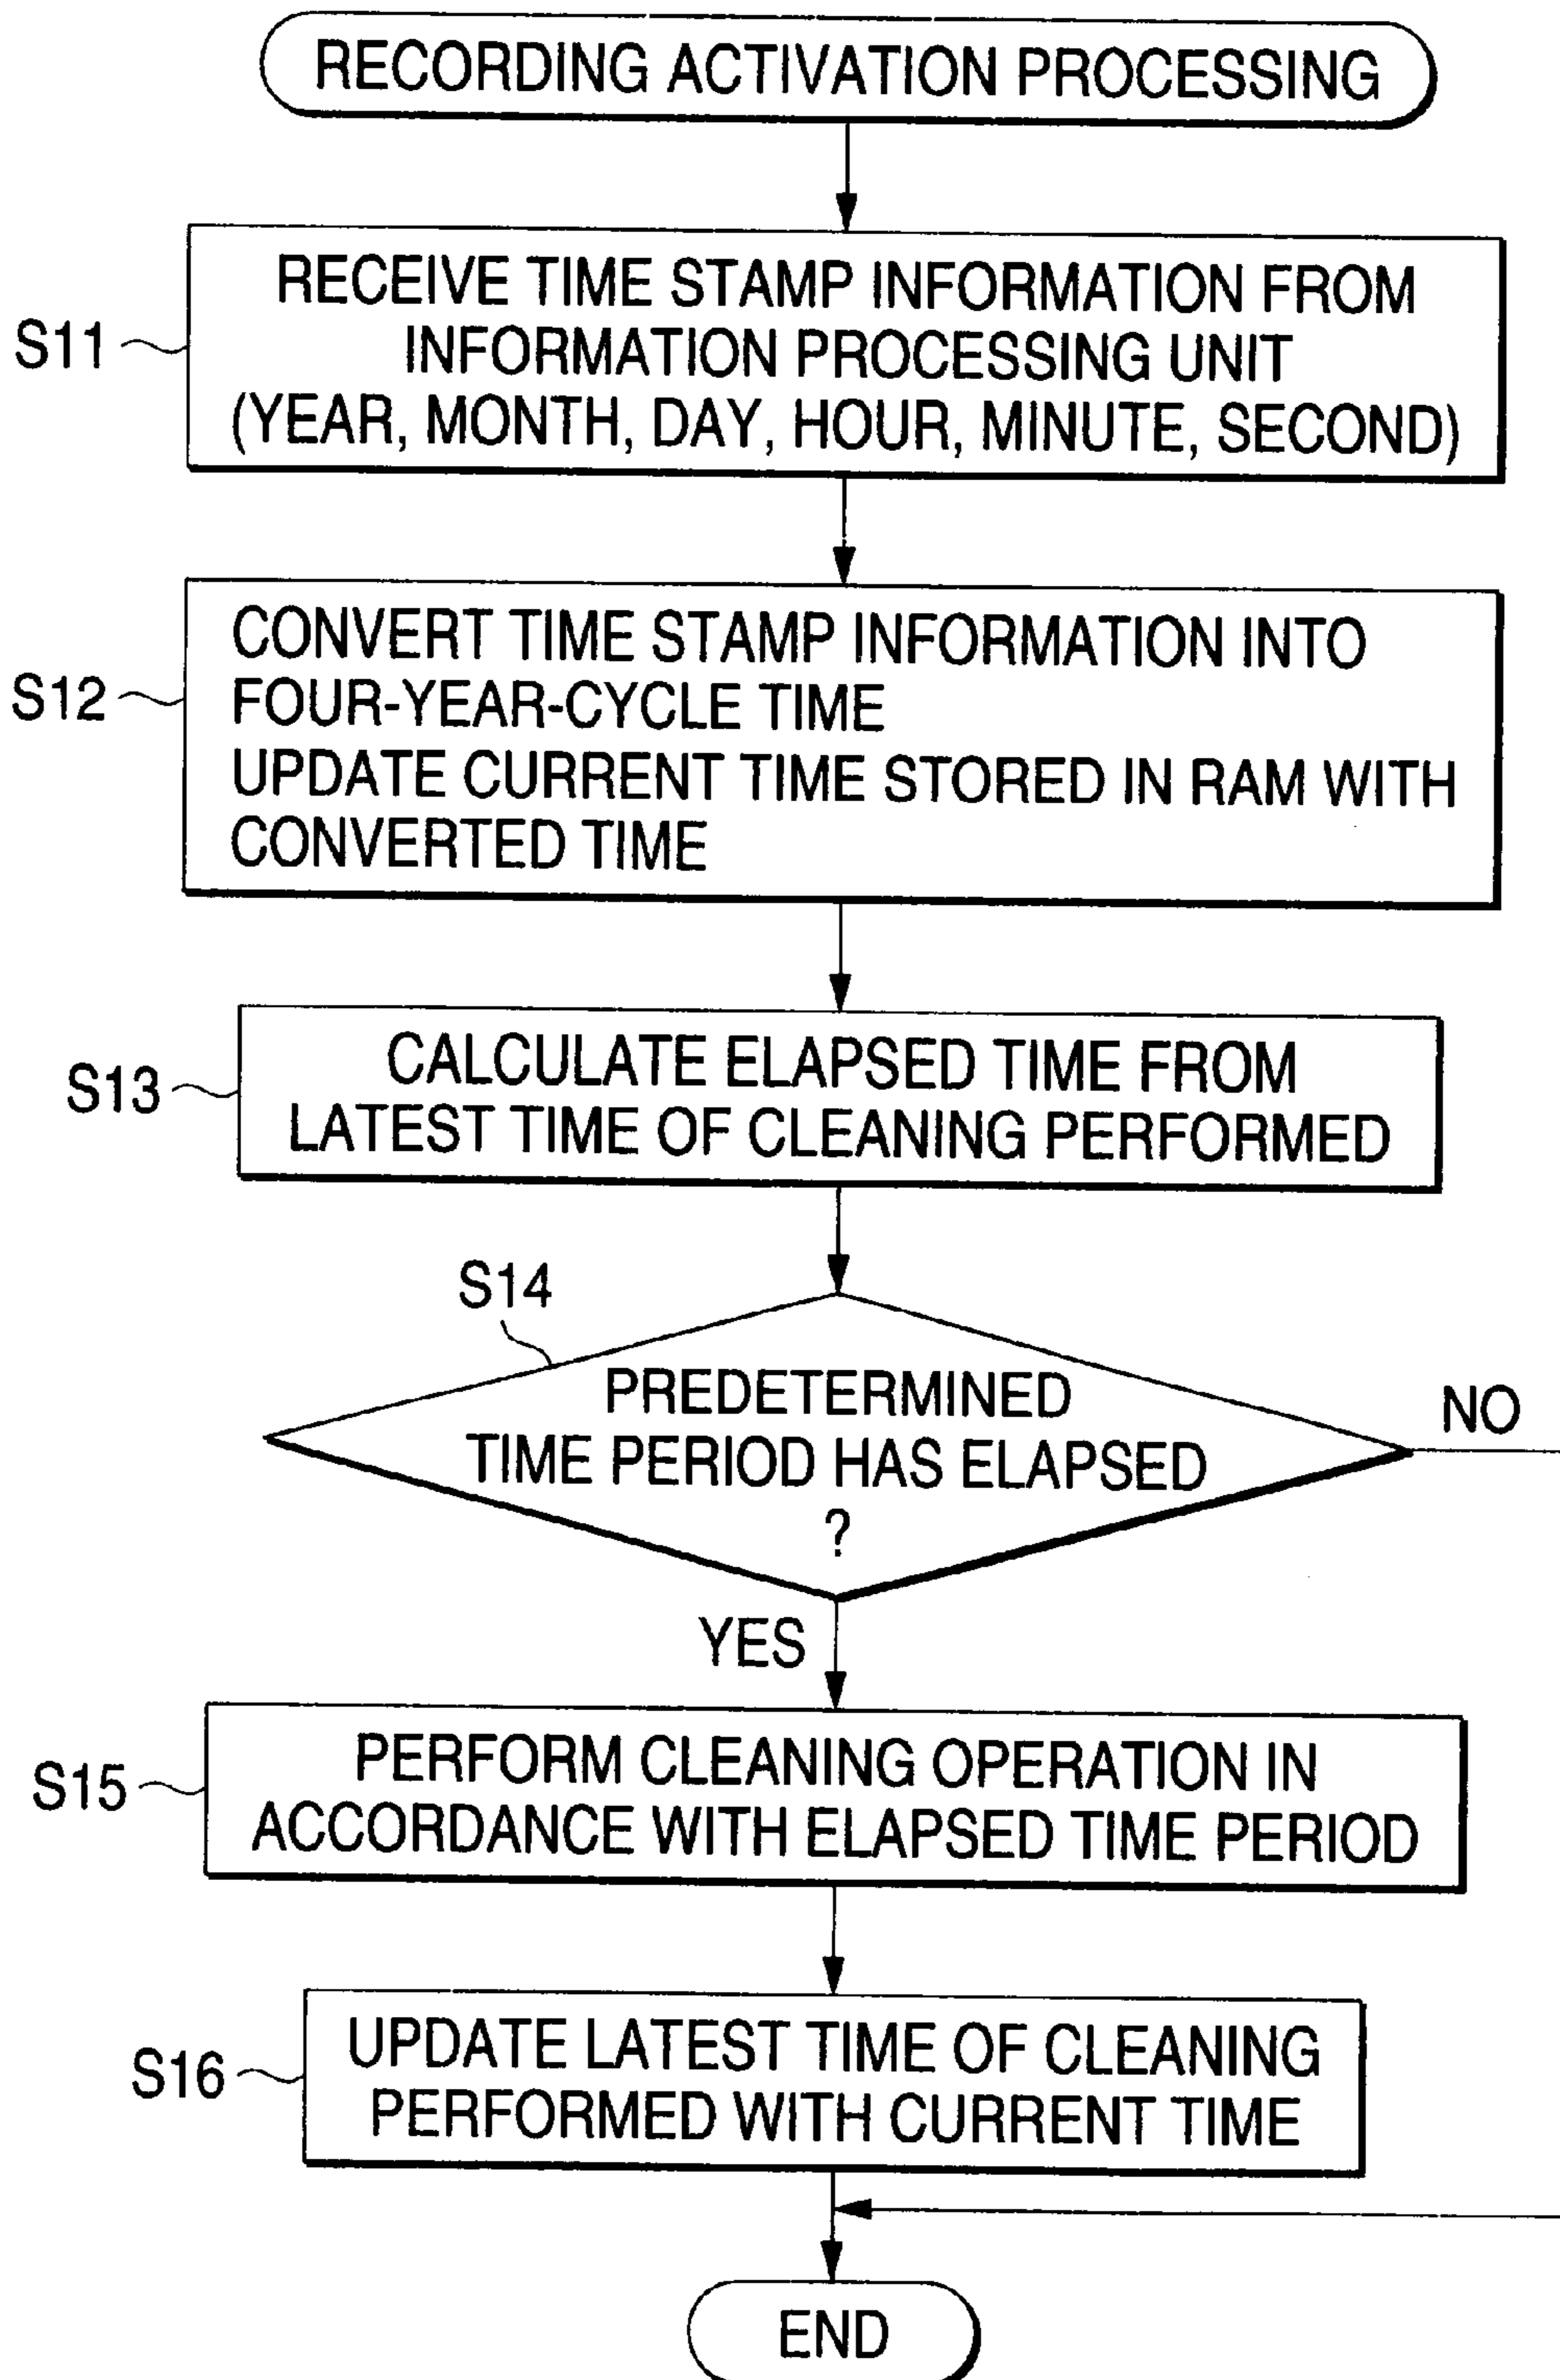 RECORDING ACTIVATION PROCESSING
S11
RECEIVE TIME STAMP INFORMATION FROM
INFORMATION PROCESSING UNIT
(YEAR, MONTH, DAY, HOUR, MINUTE, SECOND)
S12
CONVERT TIME STAMP INFORMATION INTO
FOUR-YEAR-CYCLE TIME
UPDATE CURRENT TIME STORED IN RAM WITH
CONVERTED TIME
S13
CALCULATE ELAPSED TIME FROM
LATEST TIME OF CLEANING PERFORMED
S14
PREDETERMINED
TIME PERIOD HAS ELAPSED
?
NO
YES
S15
PERFORM CLEANING OPERATION IN
ACCORDANCE WITH ELAPSED TIME PERIOD
S16
UPDATE LATEST TIME OF CLEANING
PERFORMED WITH CURRENT TIME
END